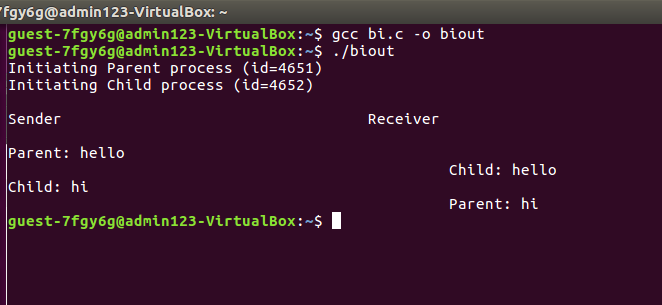 7fgy6g@admin123-VirtualBox: ~
guest-7fgy6g@admin123-VirtualBox:~$ gcc bi.c -o biout
guest-7fgy6g@admin123-VirtualBox:~$ ./biout
Initiating Parent process (id=4651)
Initiating Child process (id=4652)
Sender Receiver
Parent: hello
Child: hello
Child: hi
Parent: hi
guest-7fgy6g@admin123-VirtualBox:~$